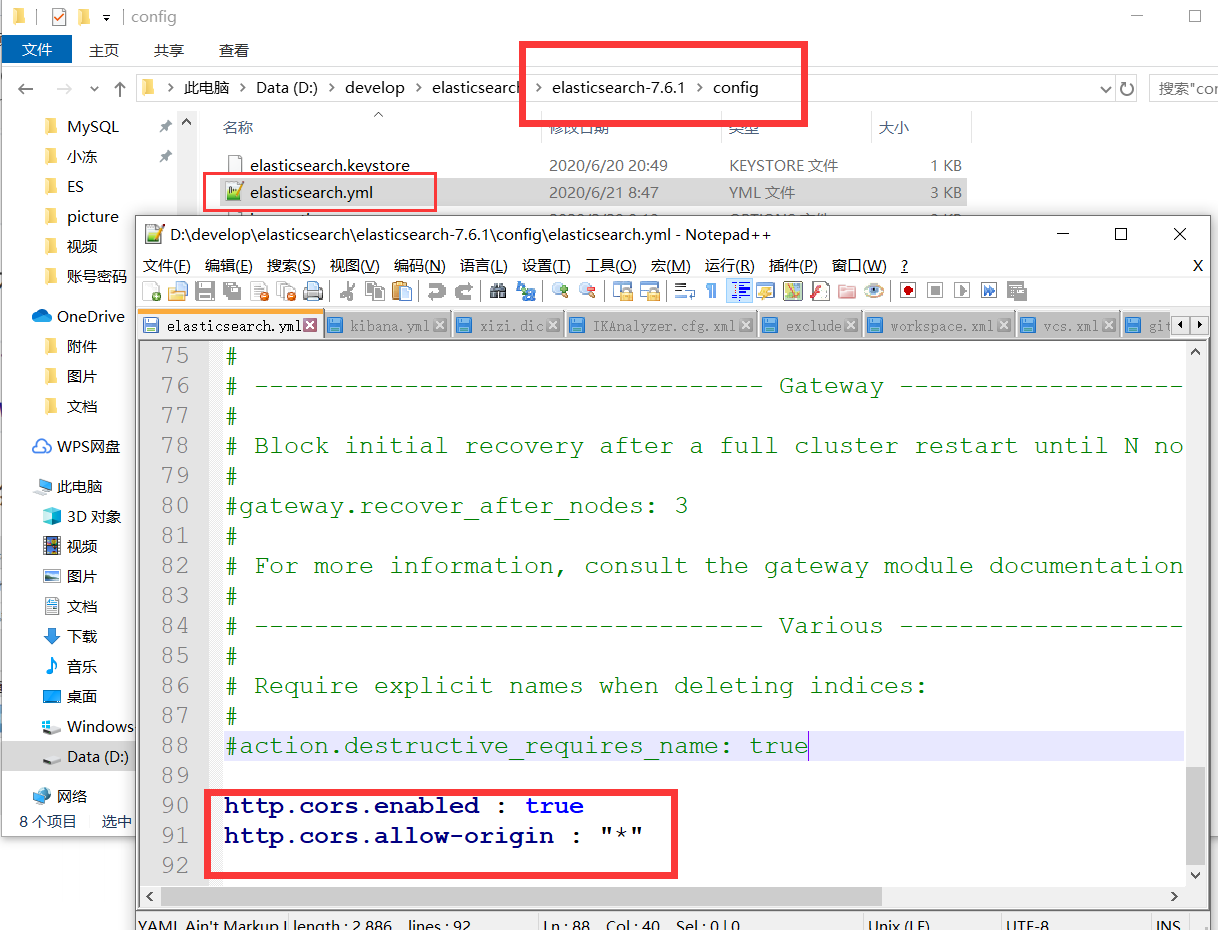 config
文件 主页 共享 查看
此电脑 Data (D:) develop elasticsearch elasticsearch-7.6.1 config
名称 修改日期 类型 大小
elasticsearch.keystore 2020/6/20 20:49 KEYSTORE 文件 1 KB
elasticsearch.yml 2020/6/21 8:47 YML 文件 3 KB
MySQL
小冻
ES
picture
视频
账号密码
OneDrive
附件
图片
文档
WPS网盘
此电脑
3D 对象
视频
图片
文档
下载
音乐
桌面
Windows
Data (D:)
网络
8 个项目 选中
D:\develop\elasticsearch\elasticsearch-7.6.1\config\elasticsearch.yml - Notepad++
文件(F) 编辑(E) 搜索(S) 视图(V) 编码(N) 语言(L) 设置(T) 工具(O) 宏(M) 运行(R) 插件(P) 窗口(W) ? X
elasticsearch.yml kibana.yml xizi.dic IKAnalyzer.cfg.xml exclude workspace.xml vcs.xml git
75 #
76 # ---------------------------------- Gateway -------------------
77 #
78 # Block initial recovery after a full cluster restart until N no
79 #
80 #gateway.recover_after_nodes: 3
81 #
82 # For more information, consult the gateway module documentation
83 #
84 # ---------------------------------- Various -------------------
85 #
86 # Require explicit names when deleting indices:
87 #
88 #action.destructive_requires_name: true
89
90 http.cors.enabled : true
91 http.cors.allow-origin : "*"
92
YAML Ain't Markup L length : 2,886 lines : 92 Ln : 88 Col : 40 Sel : 0 | 0 Unix (LF) UTF-8 INS